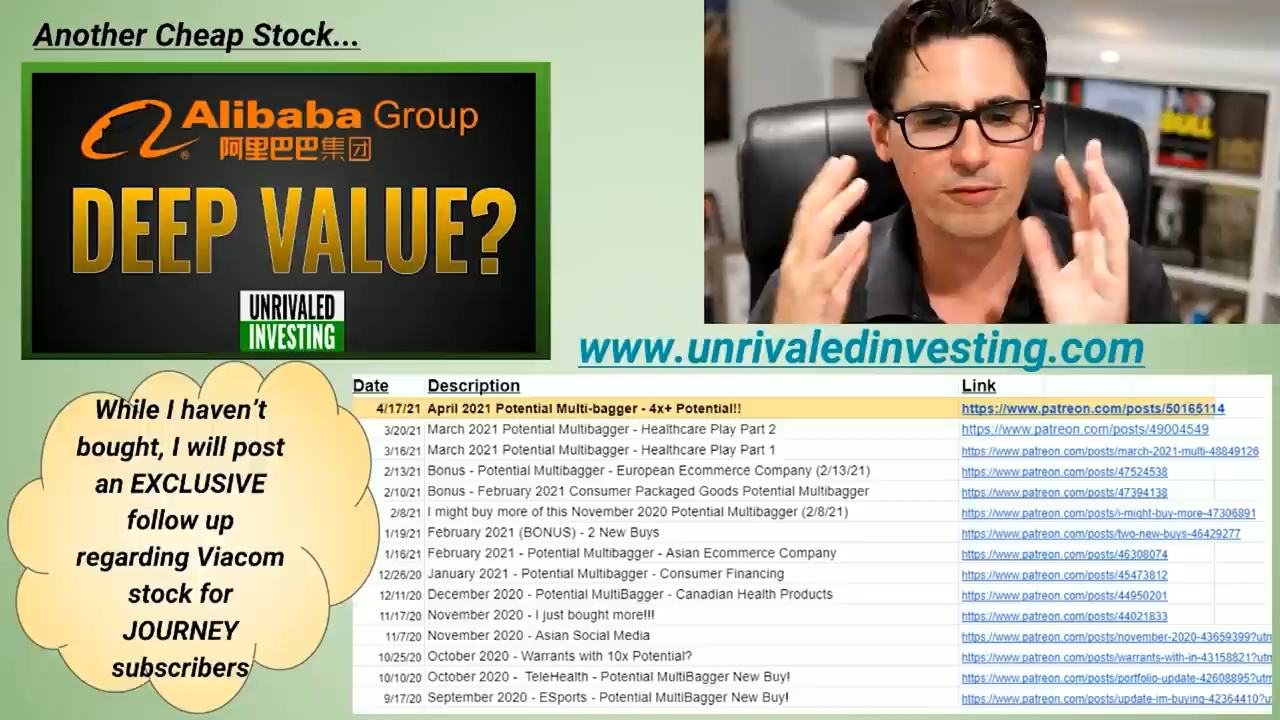 Another Cheap Stock...
Alibaba Group
阿里巴巴集团
DEEP VALUE?
UNRIVALED
INVESTING
BULL
www.unrivaledinvesting.com
While I haven’t
bought, I will post
an EXCLUSIVE
follow up
regarding Viacom
stock for
JOURNEY
subscribers
Date Description Link
4/17/21 April 2021 Potential Multi-bagger - 4x+ Potential!! https://www.patreon.com/posts/50165114
3/20/21 March 2021 Potential Multibagger - Healthcare Play Part 2 https://www.patreon.com/posts/49004549
3/16/21 March 2021 Potential Multibagger - Healthcare Play Part 1 https://www.patreon.com/posts/march-2021-multi-48849126
2/13/21 Bonus - Potential Multibagger - European Ecommerce Company (2/13/21) https://www.patreon.com/posts/47524538
2/10/21 Bonus - February 2021 Consumer Packaged Goods Potential Multibagger https://www.patreon.com/posts/47394138
2/8/21 I might buy more of this November 2020 Potential Multibagger (2/8/21) https://www.patreon.com/posts/i-might-buy-more-47306891
1/19/21 February 2021 (BONUS) - 2 New Buys https://www.patreon.com/posts/two-new-buys-46429277
1/16/21 February 2021 - Potential Multibagger - Asian Ecommerce Company https://www.patreon.com/posts/46308074
12/26/20 January 2021 - Potential Multibagger - Consumer Financing https://www.patreon.com/posts/45473812
12/11/20 December 2020 - Potential MultiBagger - Canadian Health Products https://www.patreon.com/posts/44950201
11/17/20 November 2020 - I just bought more!!! https://www.patreon.com/posts/44021833
11/7/20 November 2020 - Asian Social Media https://www.patreon.com/posts/november-2020-43659399?utm
10/25/20 October 2020 - Warrants with 10x Potential? https://www.patreon.com/posts/warrants-with-in-43158821?utm
10/10/20 October 2020 - TeleHealth - Potential MultiBagger New Buy! https://www.patreon.com/posts/portfolio-update-42608895?utm
9/17/20 September 2020 - ESports - Potential MultiBagger New Buy! https://www.patreon.com/posts/update-im-buying-42364410?u